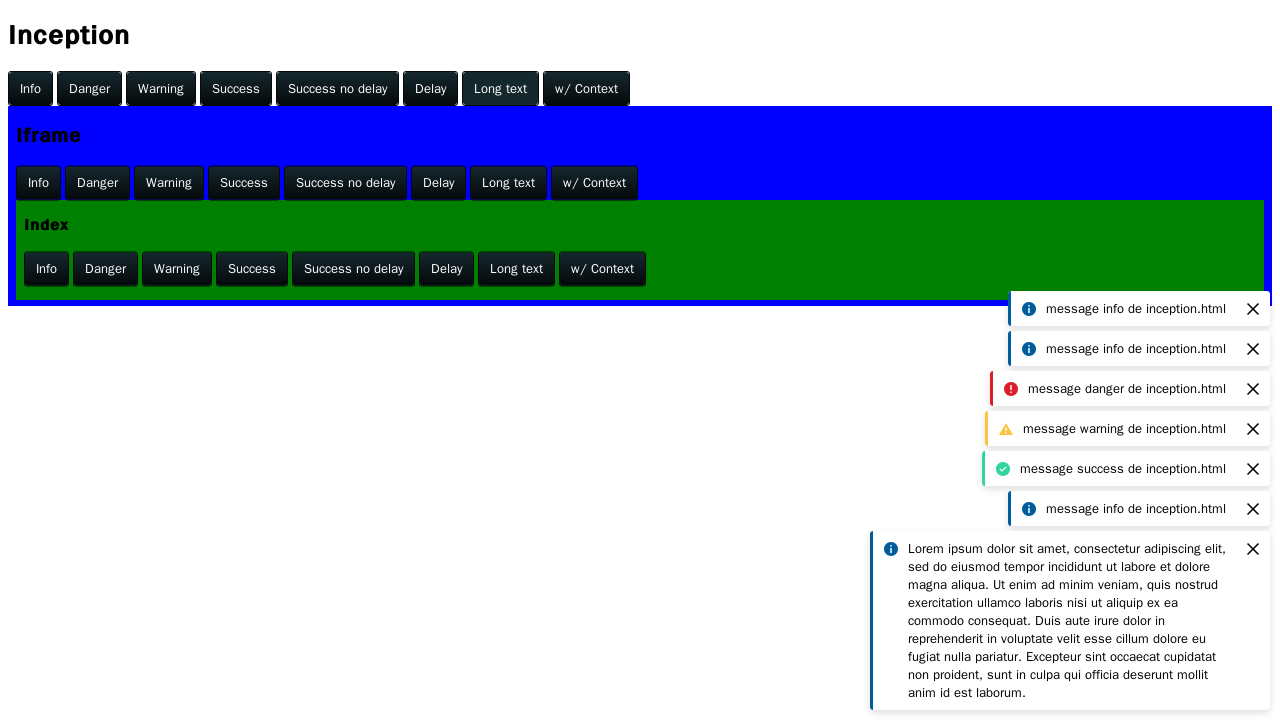 Inception
Info Danger Warning Success Success no delay Delay Long text w/ Context
Iframe
Info Danger Warning Success Success no delay Delay Long text w/ Context
Index
Info Danger Warning Success Success no delay Delay Long text w/ Context
message info de inception.html
message info de inception.html
message danger de inception.html
message warning de inception.html
message success de inception.html
message info de inception.html
Lorem ipsum dolor sit amet, consectetur adipiscing elit,
sed do eiusmod tempor incididunt ut labore et dolore
magna aliqua. Ut enim ad minim veniam, quis nostrud
exercitation ullamco laboris nisi ut aliquip ex ea
commodo consequat. Duis aute irure dolor in
reprehenderit in voluptate velit esse cillum dolore eu
fugiat nulla pariatur. Excepteur sint occaecat cupidatat
non proident, sunt in culpa qui officia deserunt mollit
anim id est laborum.